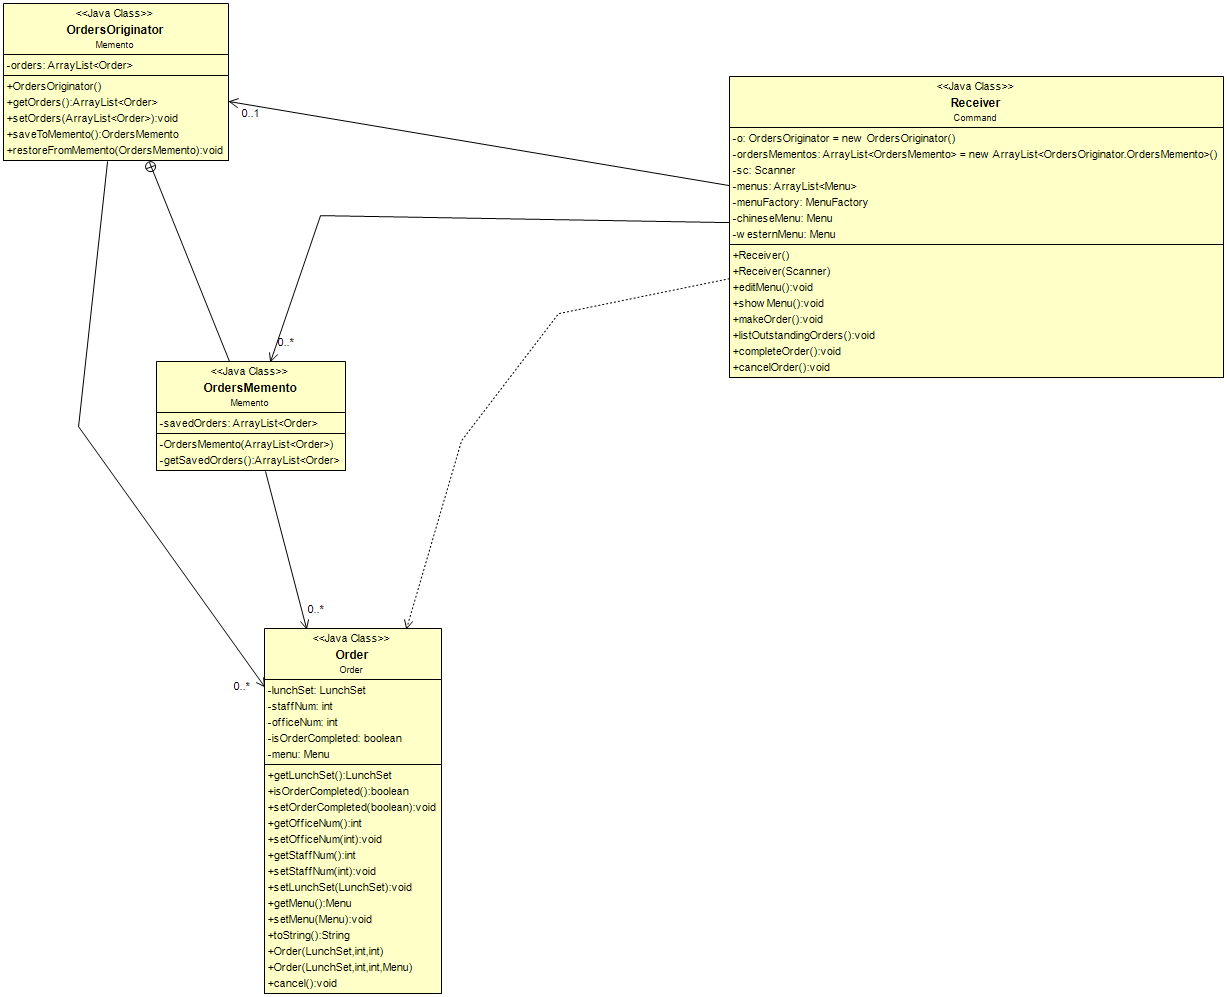 <<Java Class>>
OrdersOriginator
Memento
-orders: ArrayList<Order>
+OrdersOriginator()
+getOrders():ArrayList<Order>
+setOrders(ArrayList<Order>):void
+saveToMemento():OrdersMemento
+restoreFromMemento(OrdersMemento):void
0..1
<<Java Class>>
Receiver
Command
-o: OrdersOriginator = new OrdersOriginator()
-ordersMementos: ArrayList<OrdersMemento> = new ArrayList<OrdersOriginator.OrdersMemento>()
-sc: Scanner
-menus: ArrayList<Menu>
-menuFactory: MenuFactory
-chineseMenu: Menu
-westernMenu: Menu
+Receiver()
+Receiver(Scanner)
+editMenu():void
+showMenu():void
+makeOrder():void
+listOutstandingOrders():void
+completeOrder():void
+cancelOrder():void
0..*
<<Java Class>>
OrdersMemento
Memento
-savedOrders: ArrayList<Order>
-OrdersMemento(ArrayList<Order>)
-getSavedOrders():ArrayList<Order>
0..*
0..*
<<Java Class>>
Order
Order
-lunchSet: LunchSet
-staffNum: int
-officeNum: int
-isOrderCompleted: boolean
-menu: Menu
+getLunchSet():LunchSet
+isOrderCompleted():boolean
+setOrderCompleted(boolean):void
+getOfficeNum():int
+setOfficeNum(int):void
+getStaffNum():int
+setStaffNum(int):void
+setLunchSet(LunchSet):void
+getMenu():Menu
+setMenu(Menu):void
+toString():String
+Order(LunchSet,int,int)
+Order(LunchSet,int,int,Menu)
+cancel():void